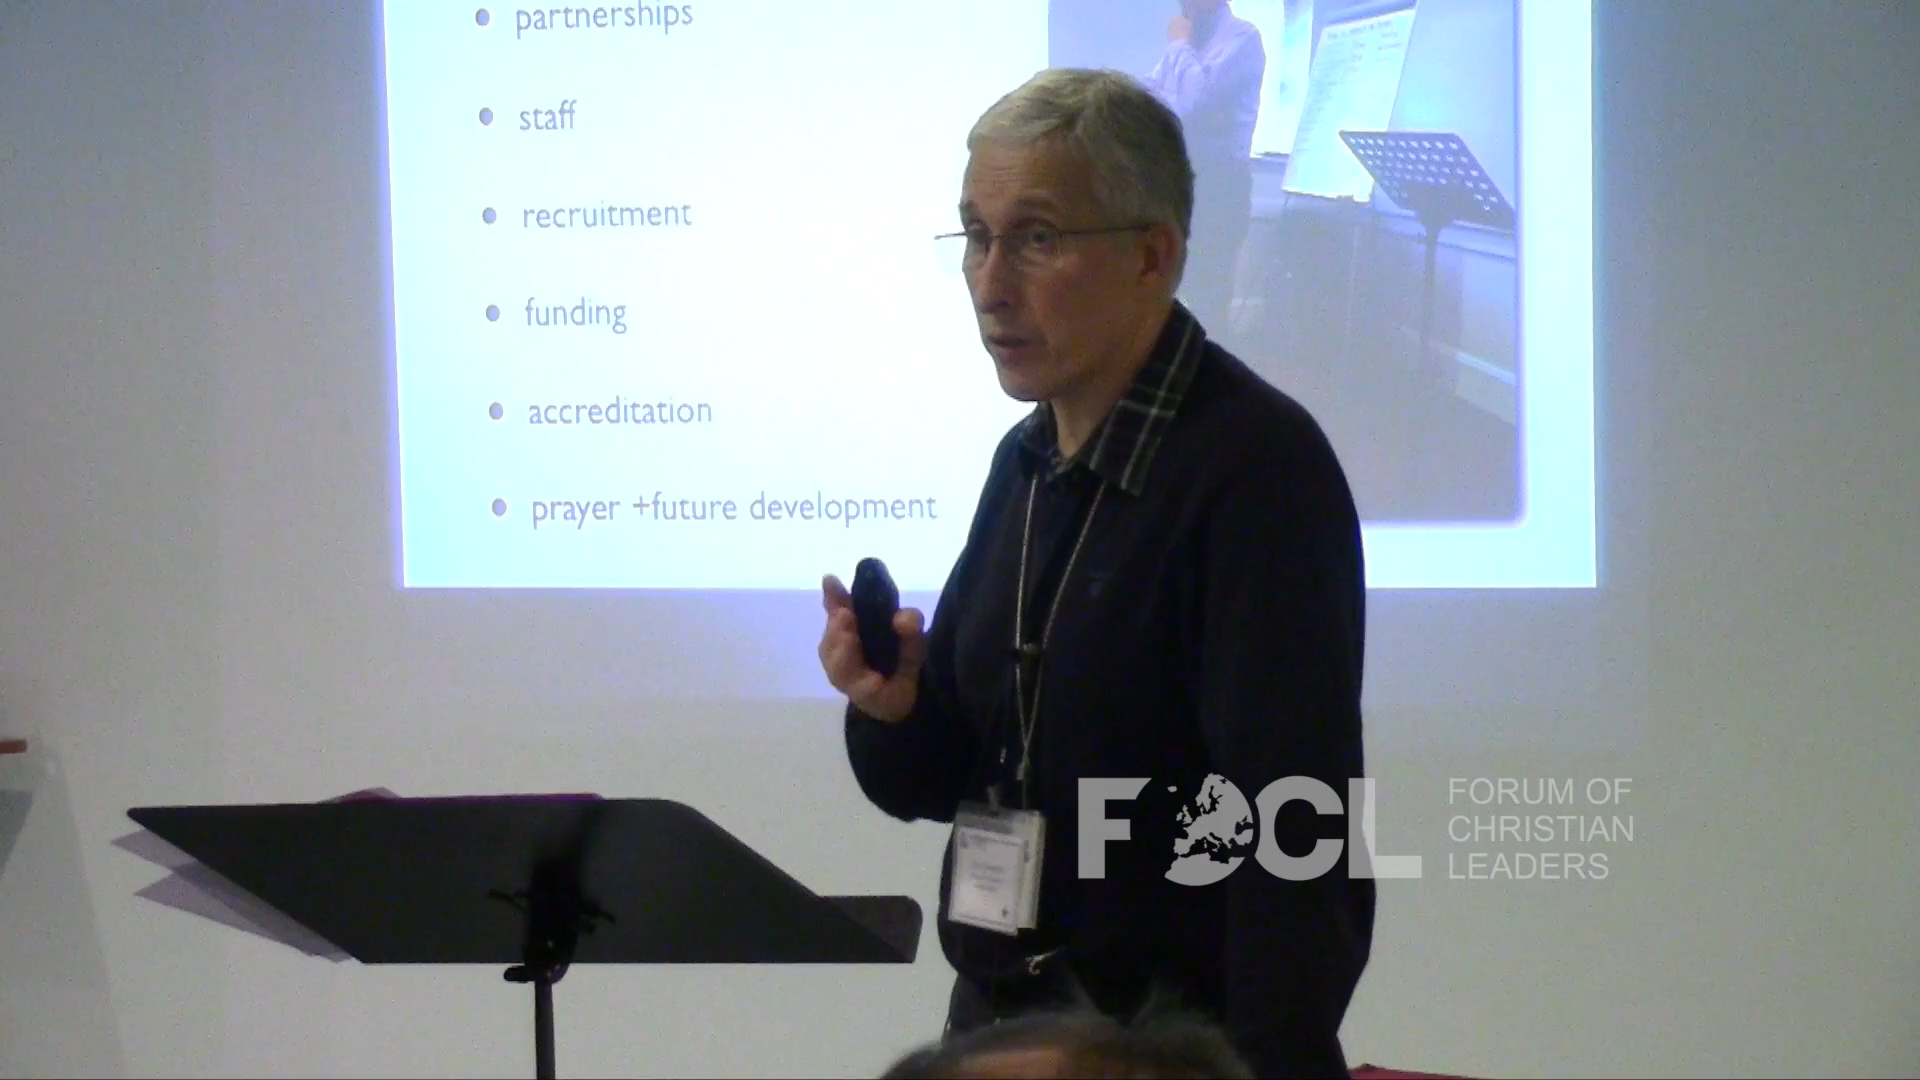 partnerships
staff
recruitment
funding
accreditation
prayer +future development
FOCL
FORUM OF
CHRISTIAN
LEADERS